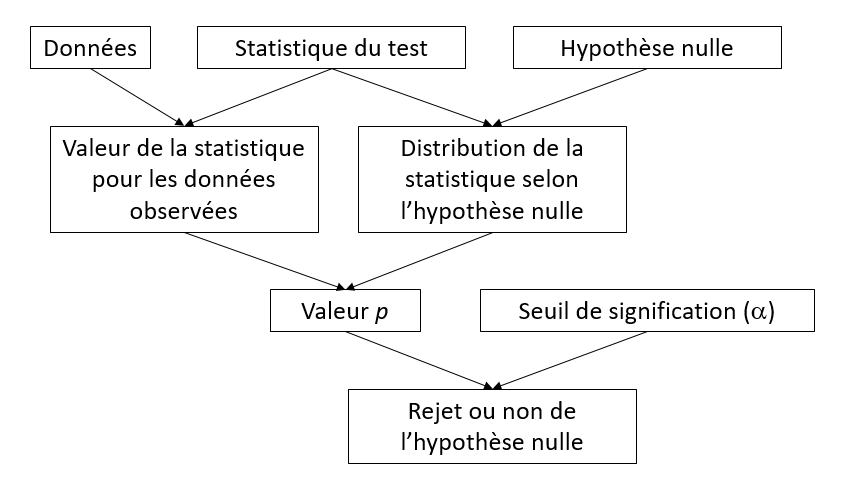 Données
Statistique du test
Hypothèse nulle
Valeur de la statistique
pour les données
observées
Distribution de la
statistique selon
l’hypothèse nulle
Valeur p
Seuil de signification (α)
Rejet ou non de
l’hypothèse nulle